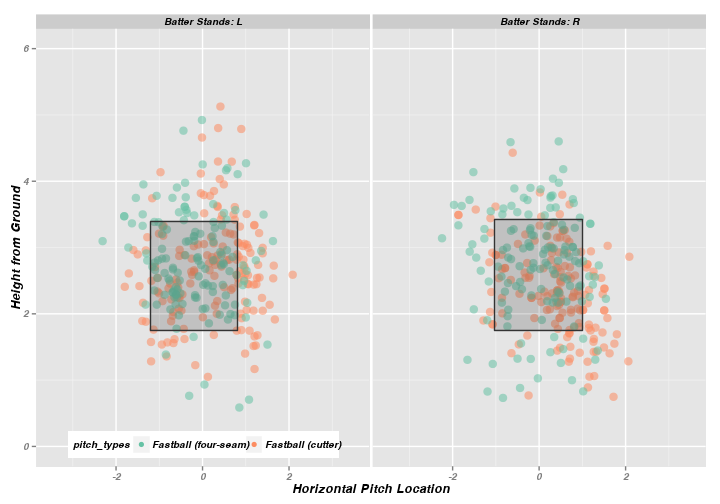 Batter Stands: L Batter Stands: R
6
4
2
0
Height from Ground
pitch_types Fastball (four-seam) Fastball (cutter)
-2 0 2 -2 0 2
Horizontal Pitch Location